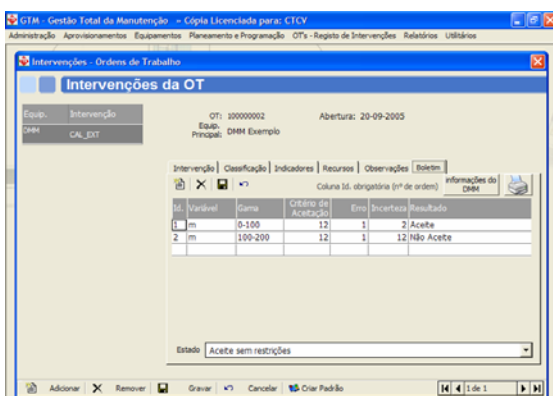 GTM - Gestão Total da Manutenção - Cópia Licenciada para: CTCV
Administração Aprovisionamentos Equipamentos Planeamento e Programação OTs - Registo de Intervenções Relatórios Utilitários
Intervenções - Ordens de Trabalho
Intervenções da OT
Equip. Intervenção
DMM CAL_EXT
OT: 100000002 Abertura: 20-09-2005
Equip. Principal: DMM Exemplo
Intervenção Classificação Indicadores Recursos Observações Boletim
Coluna Id. obrigatória (nº de ordem) Informações do DMM
Id. Variável Gama Critério de Aceitação Erro Incerteza Resultado
1 m 0-100 12 1 2 Aceite
2 m 100-200 12 1 12 Não Aceite
Estado Aceite sem restrições
Adicionar Remover Gravar Cancelar Criar Padrão 1 de 1